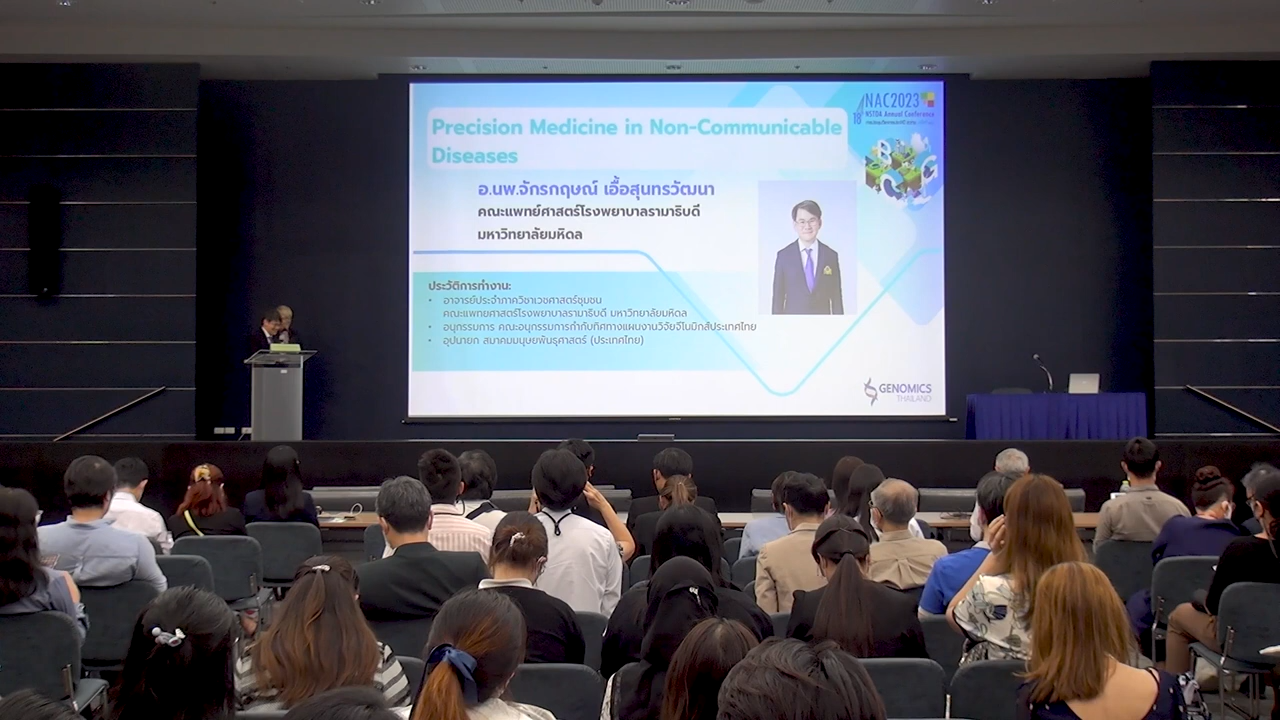 Precision Medicine in Non-Communicable
Diseases
18 NAC2023
NSTDA Annual Conference
อ.นพ.จักรกฤษณ์ เอื้อสุนทรวัฒนา
คณะแพทย์ศาสตร์โรงพยาบาลรามาธิบดี
มหาวิทยาลัยมหิดล
ประวัติการทำงาน:
• อาจารย์ประจำภาควิชาเวชศาสตร์ชุมชน
คณะแพทยศาสตร์โรงพยาบาลรามาธิบดี มหาวิทยาลัยมหิดล
• อนุกรรมการ คณะอนุกรรมการกำกับทิศทางแผนงานวิจัยจีโนมิกส์ประเทศไทย
• อุปนายก สมาคมมนุษยพันธุศาสตร์ (ประเทศไทย)
GENOMICS
THAILAND